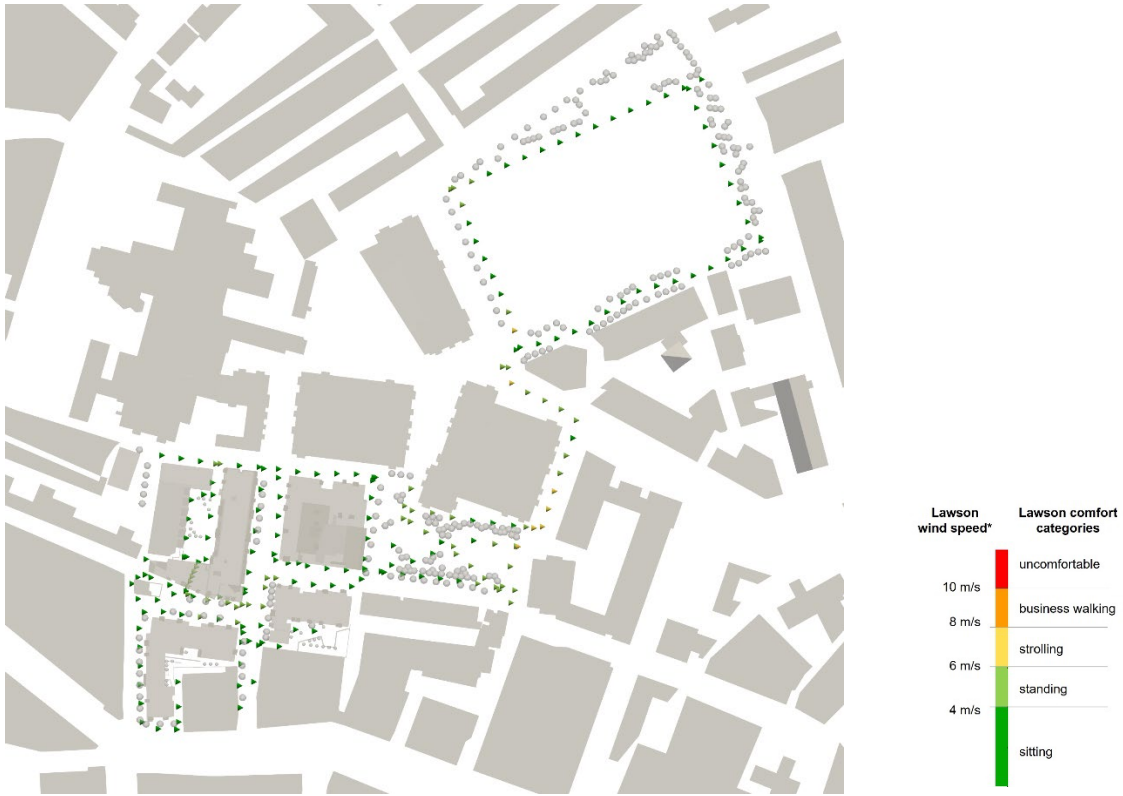 Lawson wind speed*
Lawson comfort categories
uncomfortable
10 m/s
business walking
8 m/s
strolling
6 m/s
standing
4 m/s
sitting